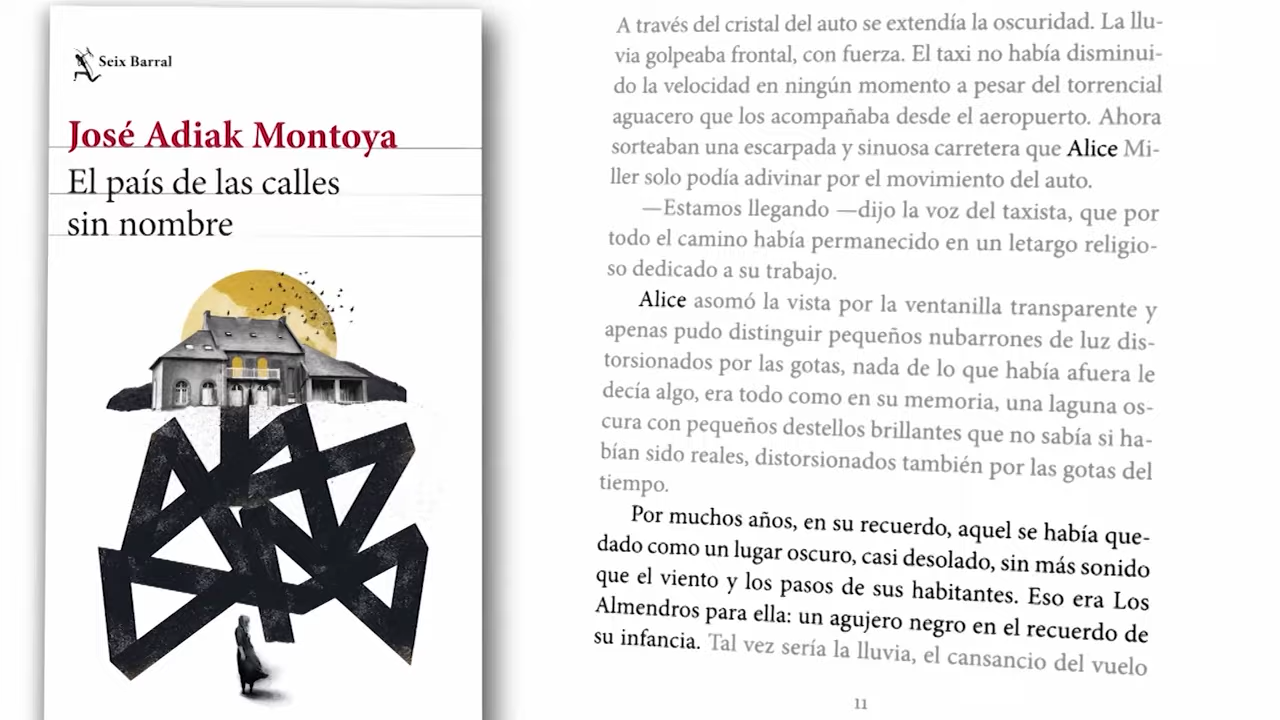 Seix Barral
José Adiak Montoya
El país de las calles
sin nombre
A través del cristal del auto se extendía la oscuridad. La llu-
via golpeaba frontal, con fuerza. El taxi no había disminui-
do la velocidad en ningún momento a pesar del torrencial
aguacero que los acompañaba desde el aeropuerto. Ahora
sorteaban una escarpada y sinuosa carretera que Alice Mi-
ller solo podía adivinar por el movimiento del auto.
—Estamos llegando —dijo la voz del taxista, que por
todo el camino había permanecido en un letargo religio-
so dedicado a su trabajo.
Alice asomó la vista por la ventanilla transparente y
apenas pudo distinguir pequeños nubarrones de luz dis-
torsionados por las gotas, nada de lo que había afuera le
decía algo, era todo como en su memoria, una laguna os-
cura con pequeños destellos brillantes que no sabía si ha-
bían sido reales, distorsionados también por las gotas del
tiempo.
Por muchos años, en su recuerdo, aquel se había que-
dado como un lugar oscuro, casi desolado, sin más sonido
que el viento y los pasos de sus habitantes. Eso era Los
Almendros para ella: un agujero negro en el recuerdo de
su infancia. Tal vez sería la lluvia, el cansancio del vuelo
11